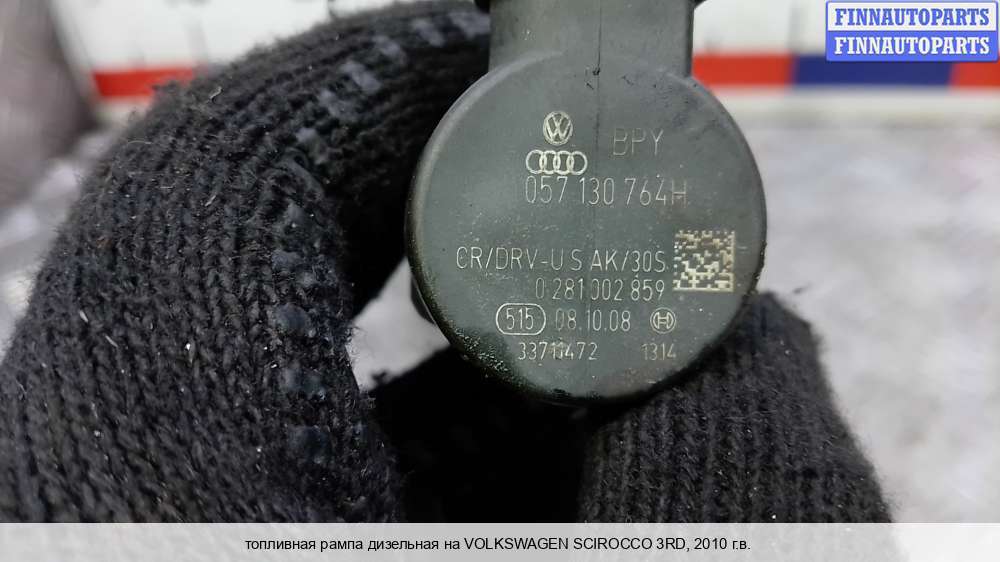 FINNAUTOPARTS
FINNAUTOPARTS
BPY
057 130 764H
CR/DRV-U S AK/30S
0 281 002 859
515 08.10.08
33711472 1314
топливная рампа дизельная на VOLKSWAGEN SCIROCCO 3RD, 2010 г.в.